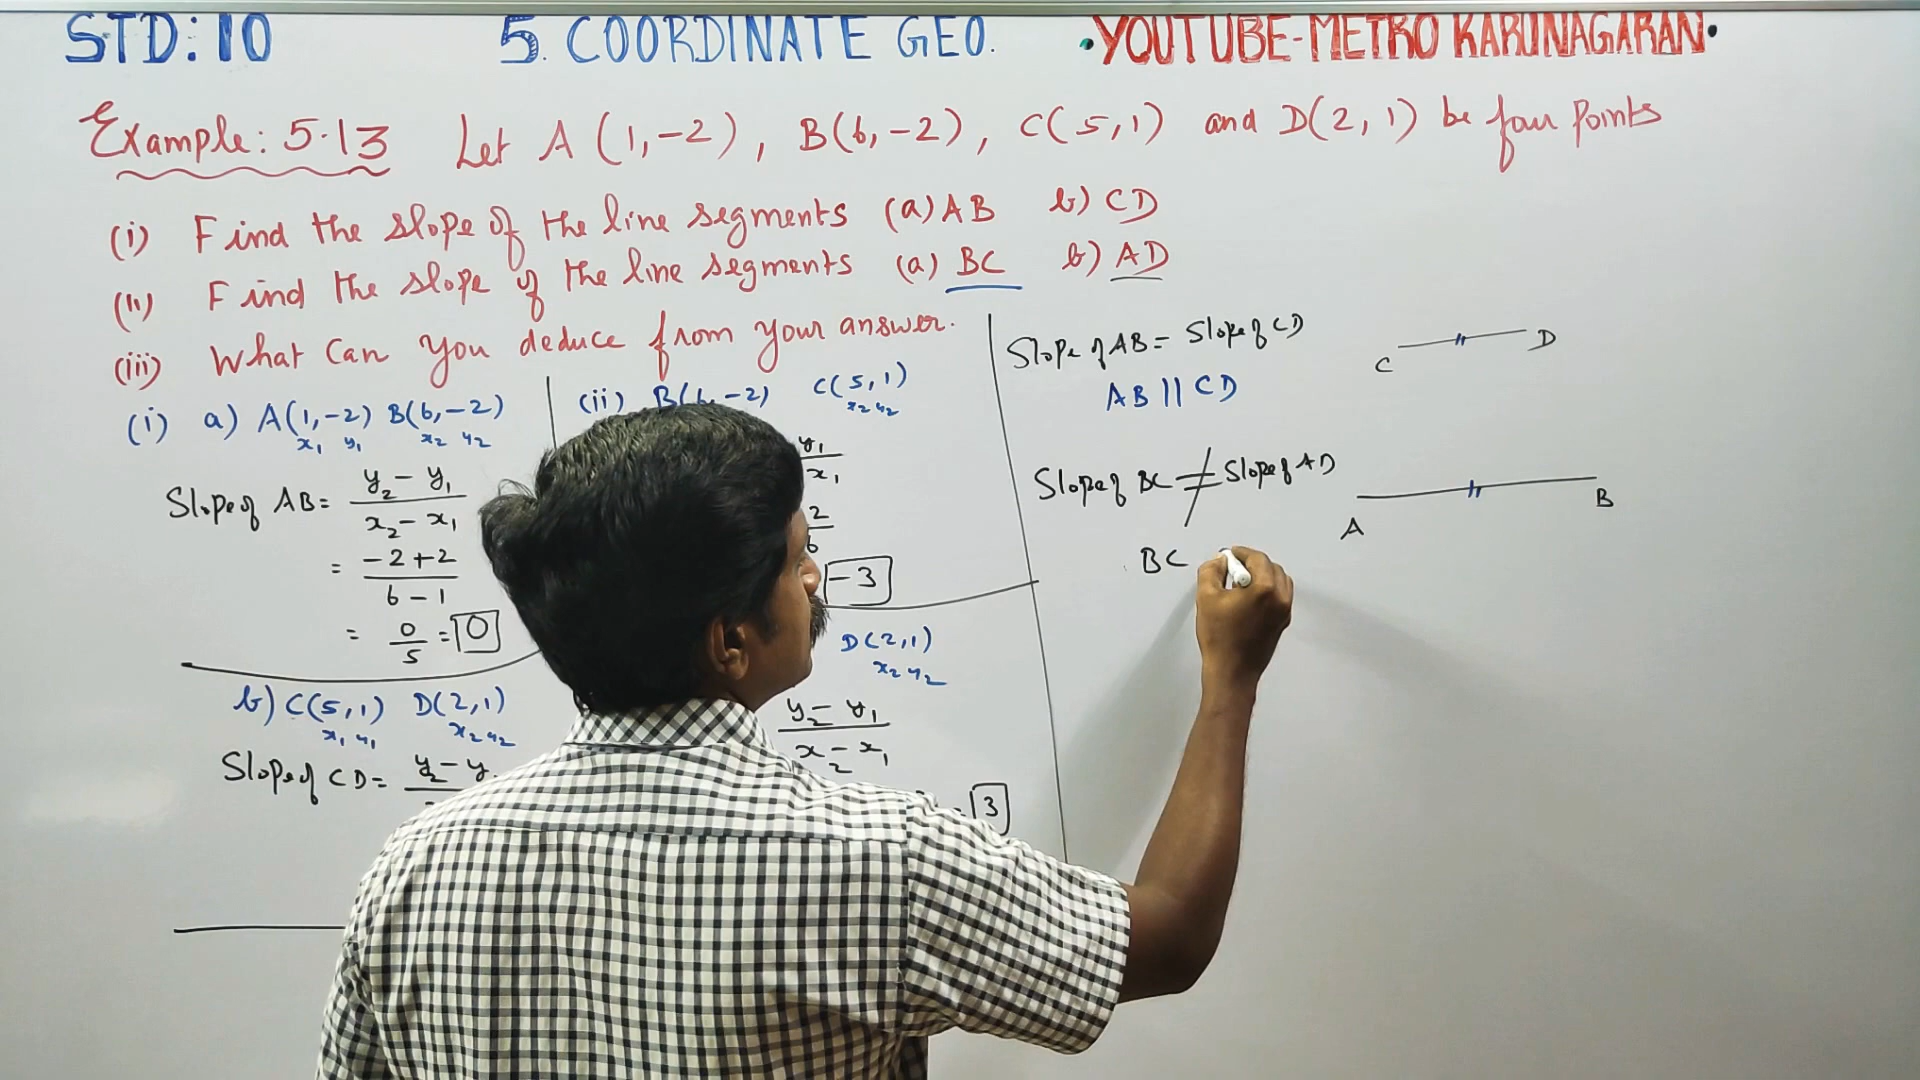 STD: 10 5. COORDINATE GEO. •YOUTUBE-METRO KARUNAGARAN•
Example: 5.13 Let A (1,-2), B(6,-2), C(5,1) and D(2,1) be four points
(i) Find the slope of the line segments (a) AB b) CD
(ii) Find the slope of the line segments (a) BC b) AD
(iii) What can you deduce from your answer.
(i) a) A(1,-2) B(6,-2)
x₁ y₁ x₂ y₂
Slope of AB = y₂ - y₁ / x₂ - x₁
= -2+2 / 6-1
= 0/5 = 0
b) C(5,1) D(2,1)
x₁ y₁ x₂ y₂
Slope of CD = y₂ - y
(ii) -2) C(5,1)
x₂ y₂
y₁
x₁
2
6
-3
D(2,1)
x₂ y₂
y₂ - y₁ / x₂ - x₁
3
Slope of AB = Slope of CD
AB || CD
Slope of BC ≠ Slope of AD
BC
C D
A B